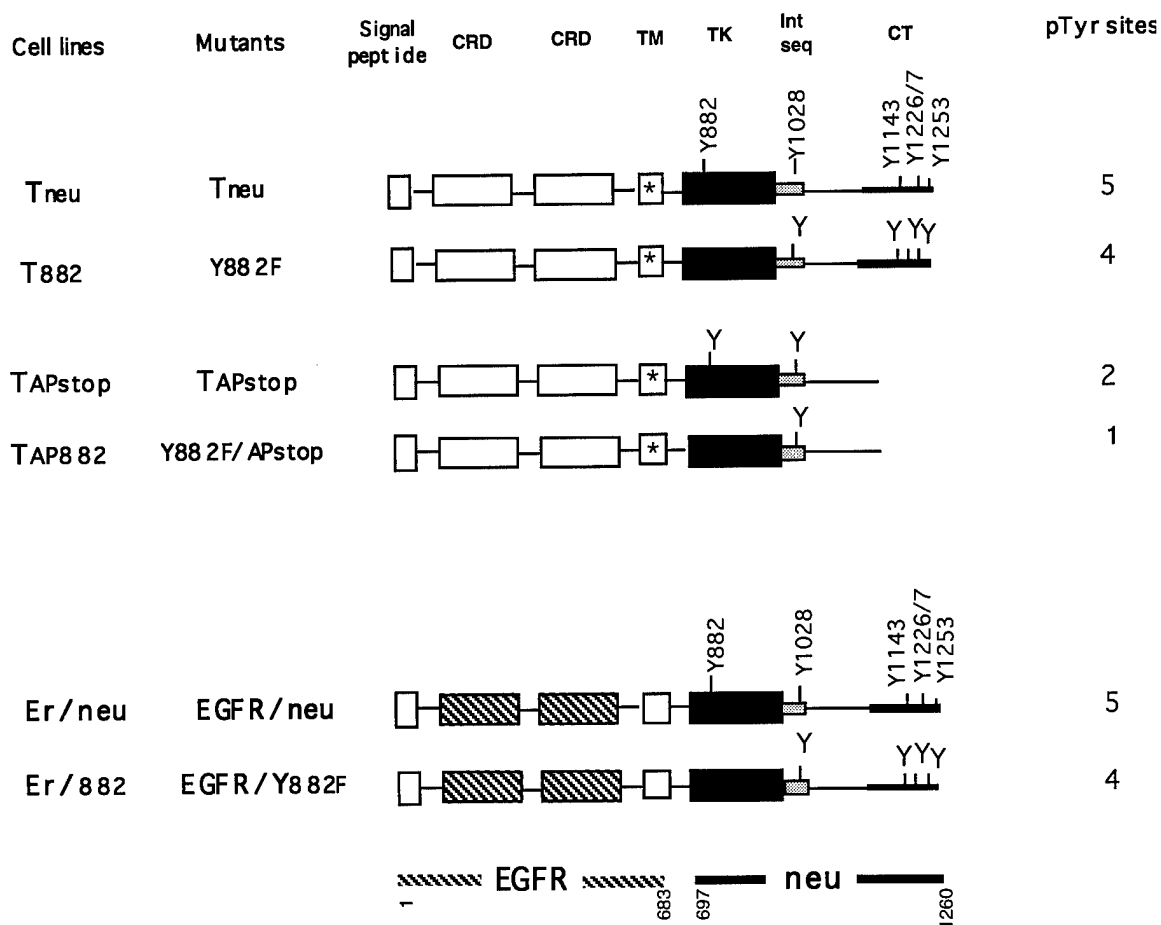 Cell lines Mutants Signal peptide CRD CRD TM TK Int seq CT pTyr sites
Y882 Y1028 Y1143 Y1226/7 Y1253
Tneu Tneu * 5
Y Y Y Y
T882 Y882F * 4
Y Y
TAPstop TAPstop * 2
Y
TAP882 Y882F/APstop * 1
Y882 Y1028 Y1143 Y1226/7 Y1253
Er/neu EGFR/neu 5
Y Y Y Y
Er/882 EGFR/Y882F 4
EGFR neu
1 683 697 1260